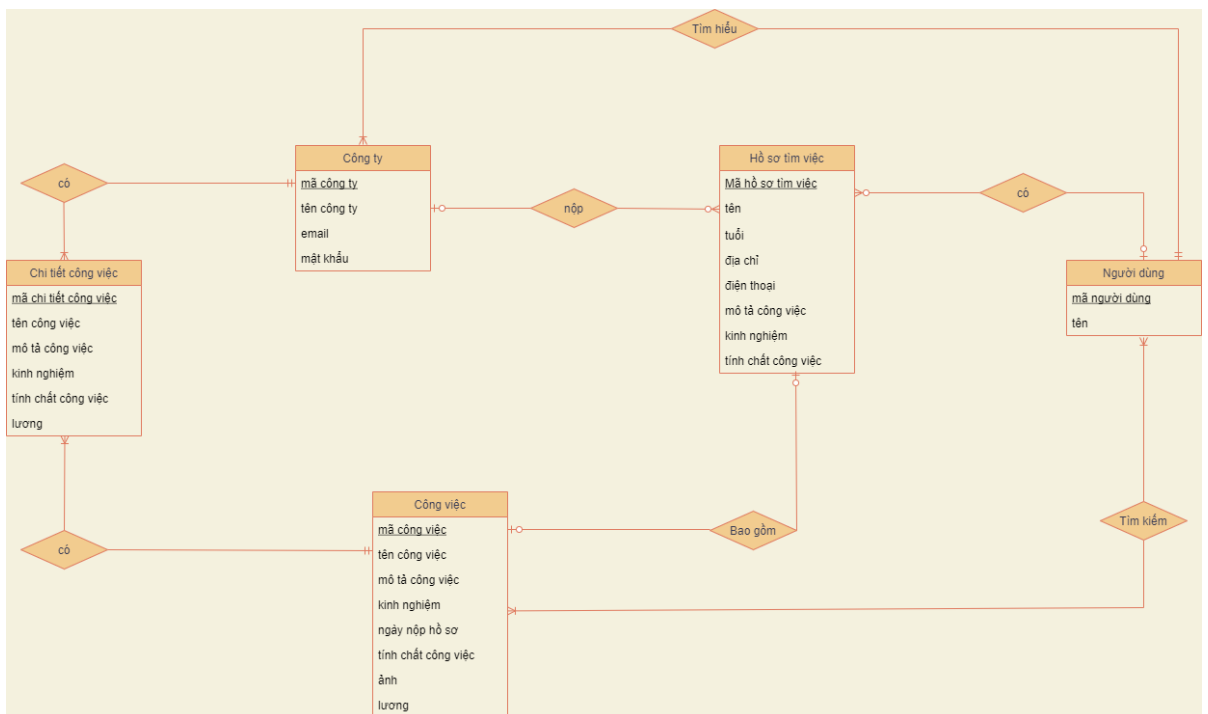 Tìm hiểu
Công ty
mã công ty
tên công ty
email
mật khẩu
Hồ sơ tìm việc
Mã hồ sơ tìm việc
tên
tuổi
địa chỉ
điện thoại
mô tả công việc
kinh nghiệm
tính chất công việc
có
nộp
có
Chi tiết công việc
mã chi tiết công việc
tên công việc
mô tả công việc
kinh nghiệm
tính chất công việc
lương
Người dùng
mã người dùng
tên
Công việc
mã công việc
tên công việc
mô tả công việc
kinh nghiệm
ngày nộp hồ sơ
tính chất công việc
ảnh
lương
Bao gồm
Tìm kiếm
có